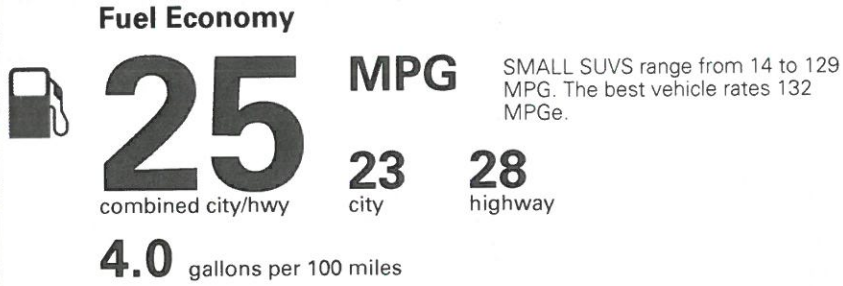 Fuel Economy
25 MPG
SMALL SUVS range from 14 to 129
MPG. The best vehicle rates 132
MPGe.
combined city/hwy
23
city
28
highway
4.0 gallons per 100 miles